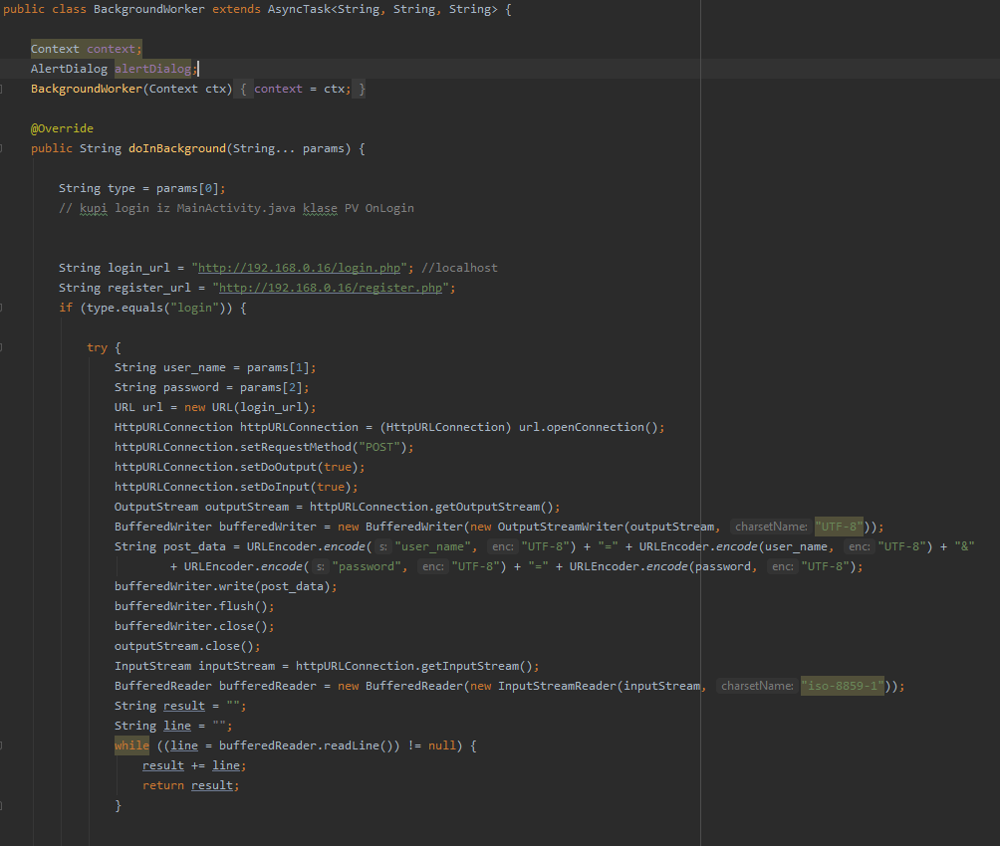 public class BackgroundWorker extends AsyncTask<String, String, String> {
Context context;
AlertDialog alertDialog;
BackgroundWorker(Context ctx) { context = ctx; }
@Override
public String doInBackground(String... params) {
String type = params[0];
// kupi login iz MainActivity.java klase PV OnLogin
String login_url = "http://192.168.0.16/login.php"; //localhost
String register_url = "http://192.168.0.16/register.php";
if (type.equals("login")) {
try {
String user_name = params[1];
String password = params[2];
URL url = new URL(login_url);
HttpURLConnection httpURLConnection = (HttpURLConnection) url.openConnection();
httpURLConnection.setRequestMethod("POST");
httpURLConnection.setDoOutput(true);
httpURLConnection.setDoInput(true);
OutputStream outputStream = httpURLConnection.getOutputStream();
BufferedWriter bufferedWriter = new BufferedWriter(new OutputStreamWriter(outputStream, charsetName: "UTF-8"));
String post_data = URLEncoder.encode( s: "user_name", enc: "UTF-8") + "=" + URLEncoder.encode(user_name, enc: "UTF-8") + "&"
+ URLEncoder.encode( s: "password", enc: "UTF-8") + "=" + URLEncoder.encode(password, enc: "UTF-8");
bufferedWriter.write(post_data);
bufferedWriter.flush();
bufferedWriter.close();
outputStream.close();
InputStream inputStream = httpURLConnection.getInputStream();
BufferedReader bufferedReader = new BufferedReader(new InputStreamReader(inputStream, charsetName: "iso-8859-1"));
String result = "";
String line = "";
while ((line = bufferedReader.readLine()) != null) {
result += line;
return result;
}